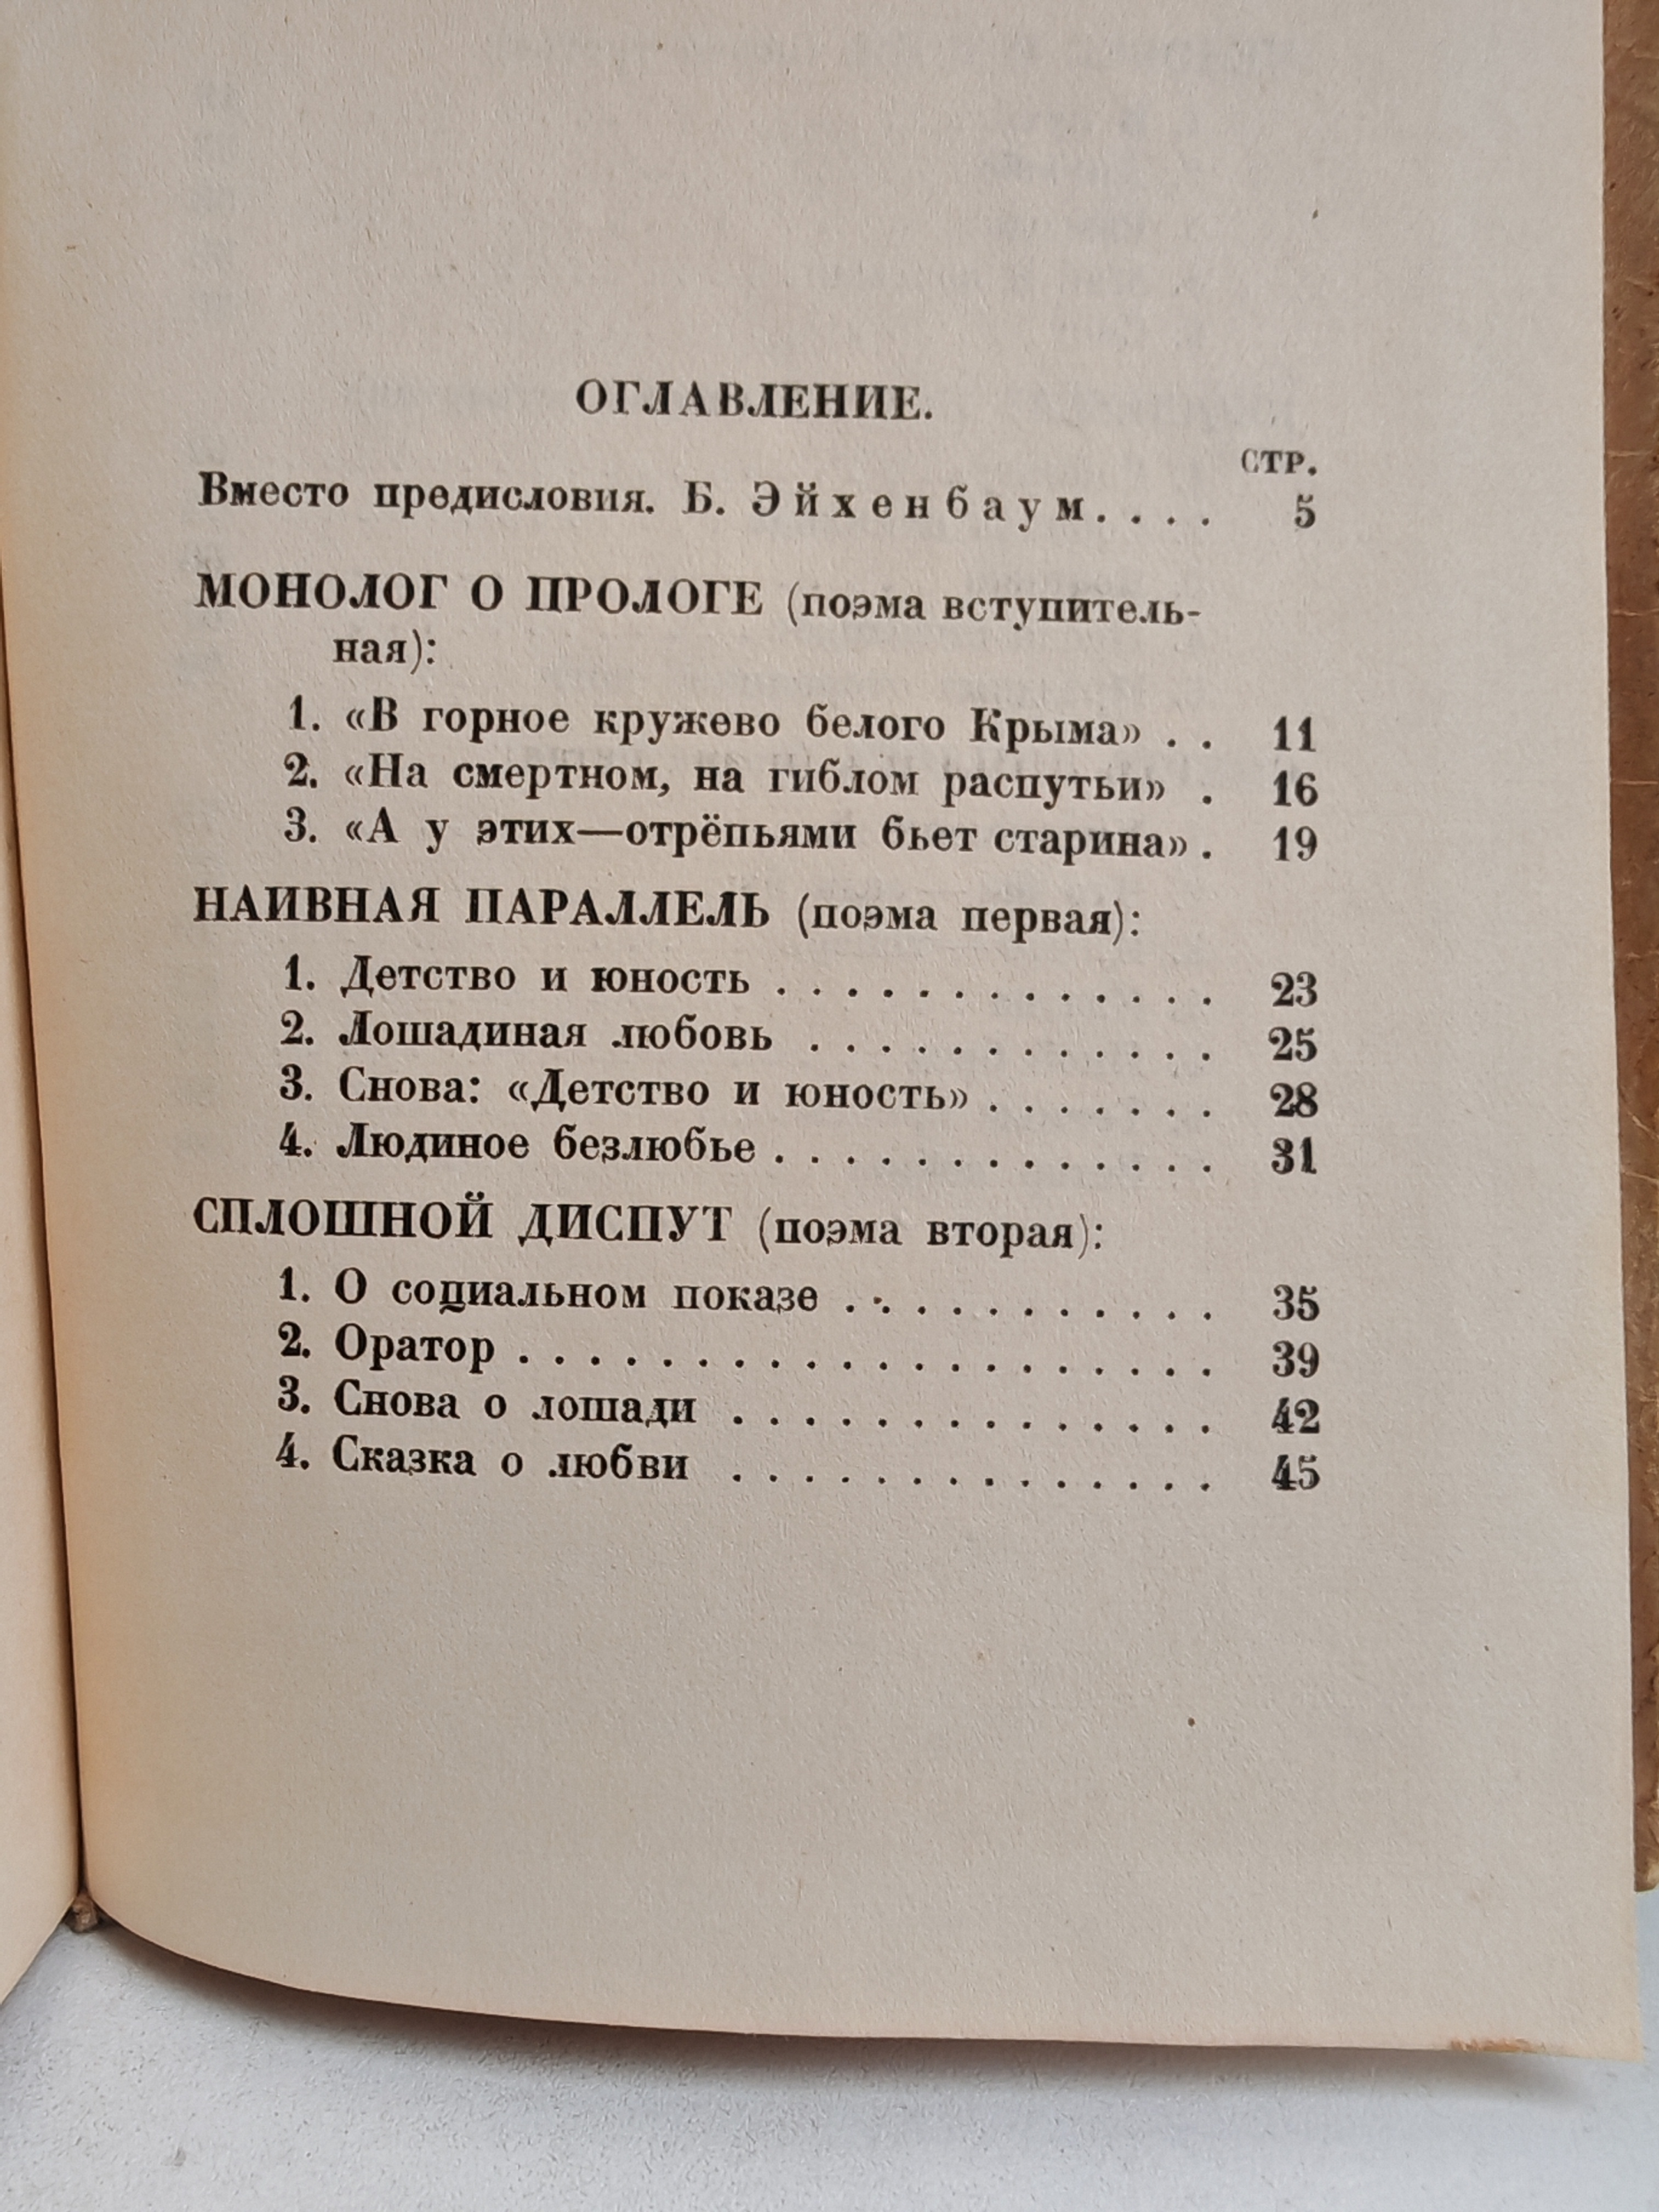 ОГЛАВЛЕНИЕ.
СТР.
Вместо предисловия. Б. Эйхенбаум. . . . 5
МОНОЛОГ О ПРОЛОГЕ (поэма вступитель-
ная):
1. «В горное кружево белого Крыма» . . 11
2. «На смертном, на гиблом распутьи» . 16
3. «А у этих—отрёпьями бьет старина» . 19
НАИВНАЯ ПАРАЛЛЕЛЬ (поэма первая):
1. Детство и юность . . . . . . . . . . . . . 23
2. Лошадиная любовь . . . . . . . . . . . . 25
3. Снова: «Детство и юность» . . . . . . . 28
4. Людиное безлюбье . . . . . . . . . . . . . 31
СПЛОШНОЙ ДИСПУТ (поэма вторая):
1. О социальном показе . . . . . . . . . . . 35
2. Оратор . . . . . . . . . . . . . . . . . . . . 39
3. Снова о лошади . . . . . . . . . . . . . . 42
4. Сказка о любви . . . . . . . . . . . . . . 45